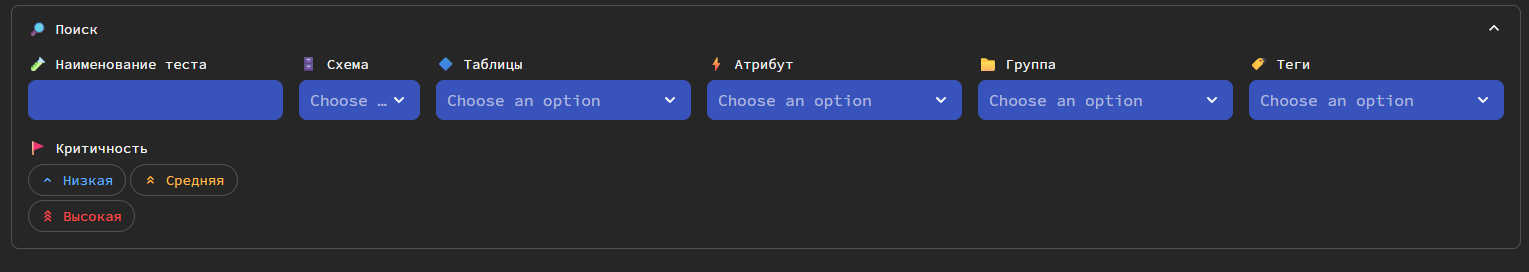 Поиск
Наименование теста Схема Таблицы Атрибут Группа Теги
Choose … Choose an option Choose an option Choose an option Choose an option
Критичность
Низкая Средняя
Высокая